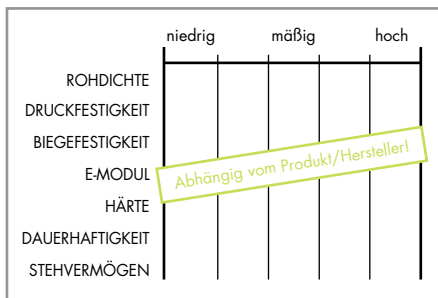 niedrig mäßig hoch
ROHDICHTE
DRUCKFESTIGKEIT
BIEGEFESTIGKEIT
E-MODUL
Abhängig vom Produkt/Hersteller!
HÄRTE
DAUERHAFTIGKEIT
STEHVERMÖGEN